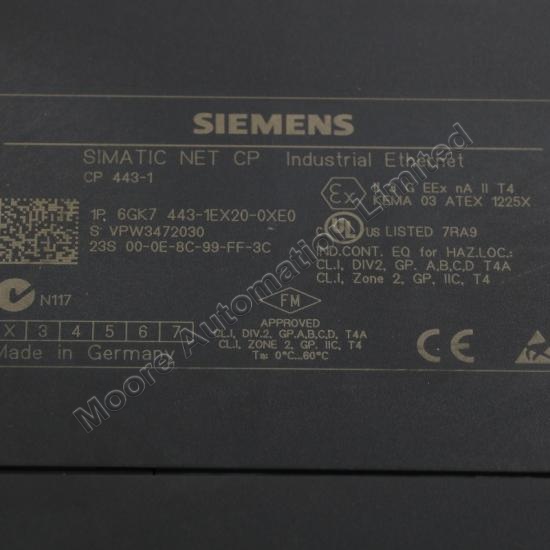 SIEMENS
SIMATIC NET CP Industrial Ethernet
CP 443-1
1P 6GK7 443-1EX20-0XE0
S VPW3472030
23S 00-0E-8C-99-FF-3C
Ex II 3 G EEx nA II T4
KEMA 03 ATEX 1225X
UL us LISTED 7RA9
IND.CONT. EQ for HAZ.LOC.:
CL.I, DIV2, GP. A,B,C,D T4A
CL.I, Zone 2, GP. IIC, T4
N117
FM
APPROVED
CL.I, DIV.2, GP.A,B,C,D, T4A
CL.I, ZONE 2, GP. IIC, T4
Ta: 0°C...60°C
X 3 4 5 6 7
Made in Germany
CE
Moore Automation Limited